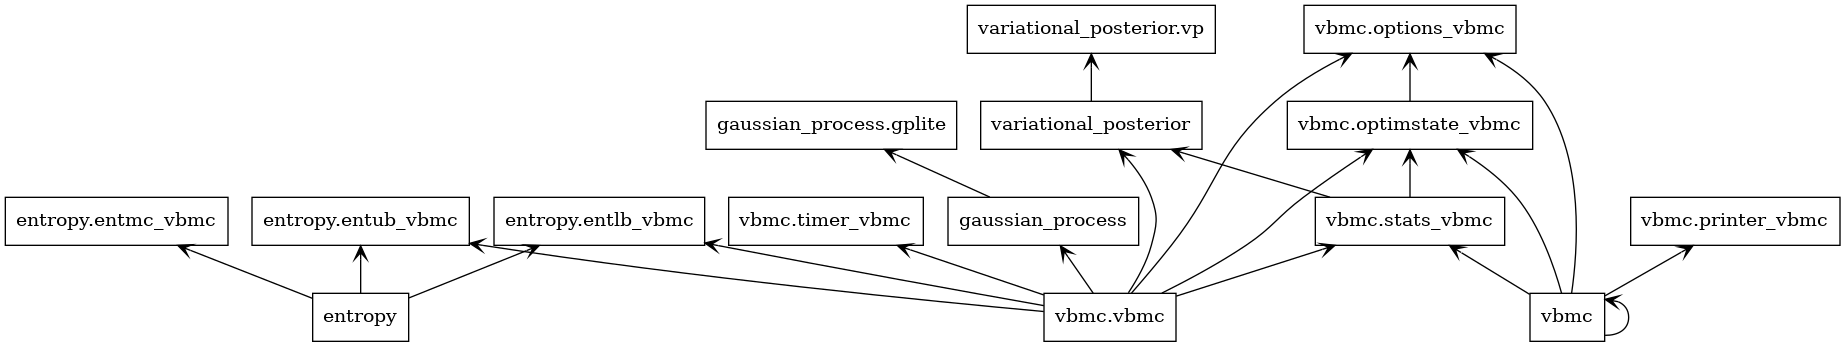 variational_posterior.vp
vbmc.options_vbmc
gaussian_process.gplite
variational_posterior
vbmc.optimstate_vbmc
entropy.entmc_vbmc
entropy.entub_vbmc
entropy.entlb_vbmc
vbmc.timer_vbmc
gaussian_process
vbmc.stats_vbmc
vbmc.printer_vbmc
entropy
vbmc.vbmc
vbmc